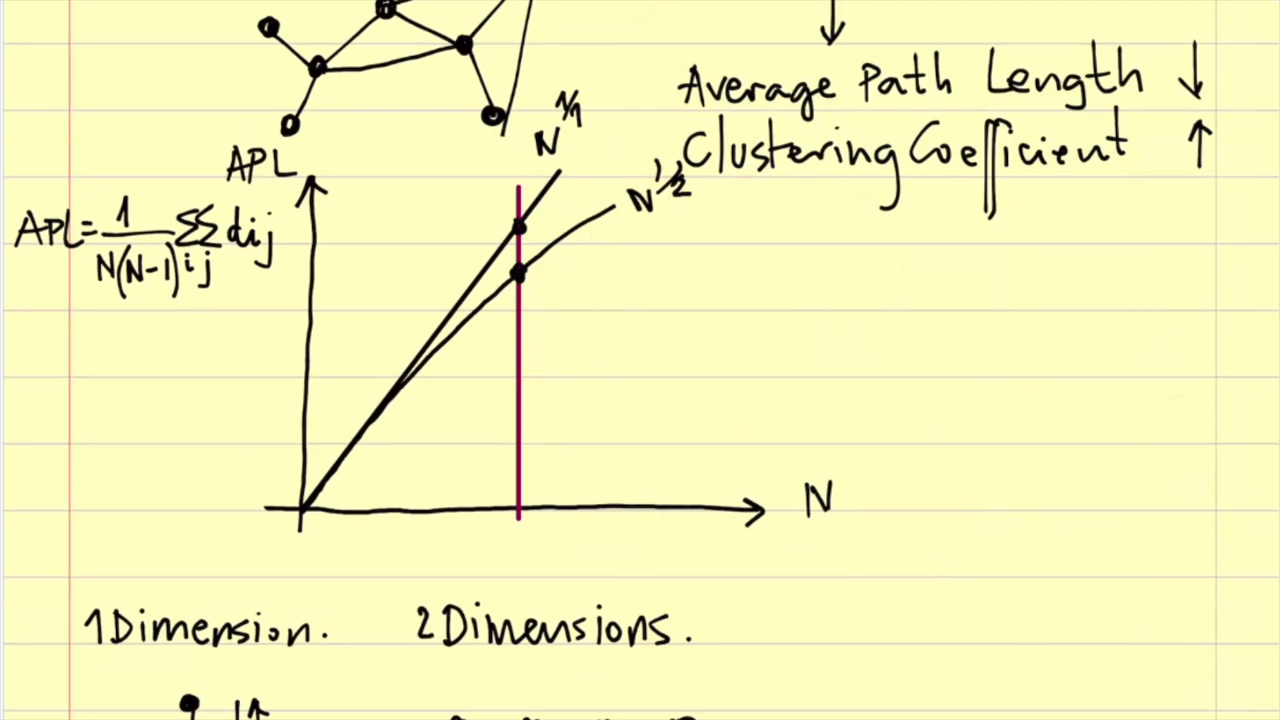 Average Path Length ↓
Clustering Coefficient ↑
N^1/1
APL
N^1/2
APL = 1/N(N-1) ΣΣ dij
i j
N
1 Dimension. 2 Dimensions.